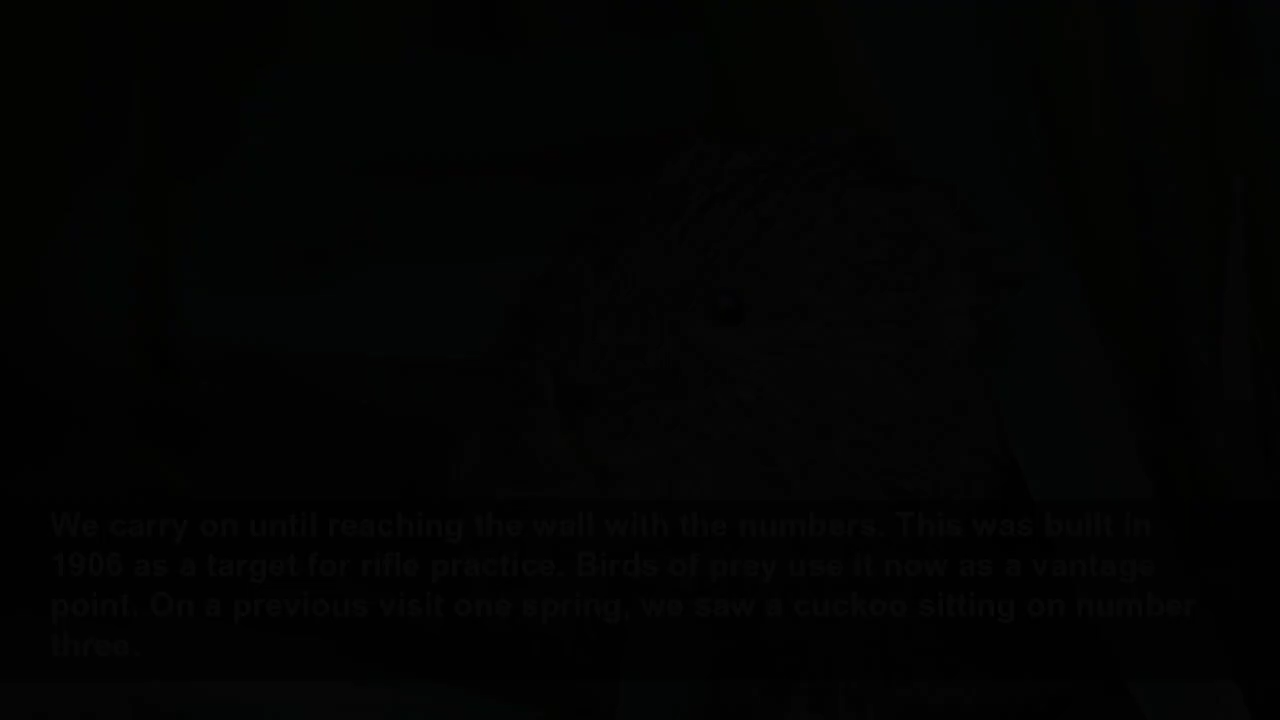 We carry on until reaching the wall with the numbers. This was built in
1906 as a target for rifle practice. Birds of prey use it now as a vantage
point. On a previous visit one spring, we saw a cuckoo sitting on number
three.